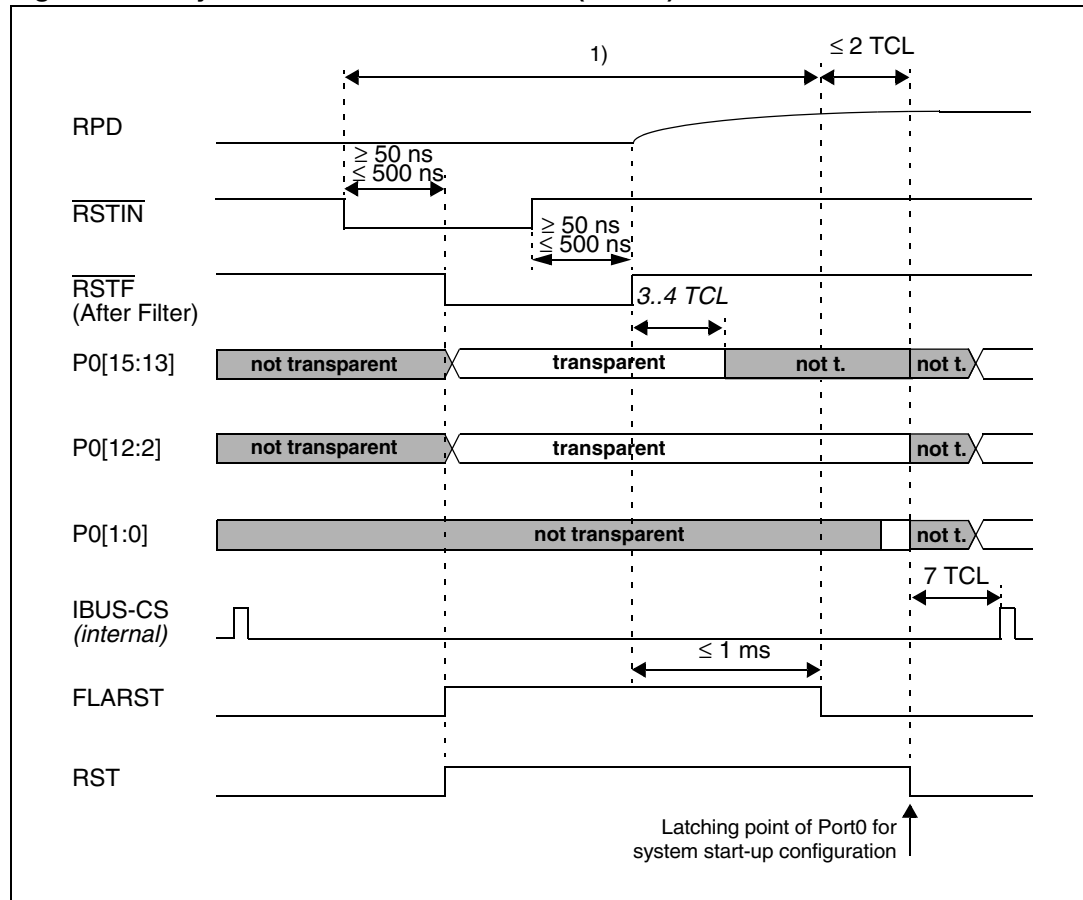 1)
≤ 2 TCL
RPD
≥ 50 ns
≤ 500 ns
RSTIN
≥ 50 ns
≤ 500 ns
RSTF
(After Filter)
3..4 TCL
P0[15:13]
not transparent
transparent
not t.
not t.
P0[12:2]
not transparent
transparent
not t.
P0[1:0]
not transparent
not t.
7 TCL
IBUS-CS
(internal)
≤ 1 ms
FLARST
RST
Latching point of Port0 for
system start-up configuration